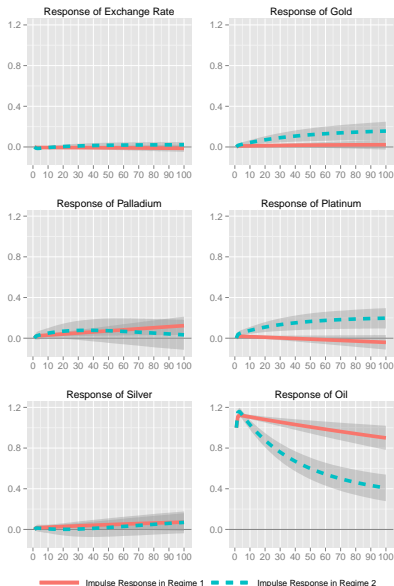 Response of Exchange Rate Response of Gold
1.2
0.8
0.4
0.0
0 10 20 30 40 50 60 70 80 90 100
1.2
0.8
0.4
0.0
0 10 20 30 40 50 60 70 80 90 100
Response of Palladium Response of Platinum
1.2
0.8
0.4
0.0
0 10 20 30 40 50 60 70 80 90 100
1.2
0.8
0.4
0.0
0 10 20 30 40 50 60 70 80 90 100
Response of Silver Response of Oil
1.2
0.8
0.4
0.0
0 10 20 30 40 50 60 70 80 90 100
1.2
0.8
0.4
0.0
0 10 20 30 40 50 60 70 80 90 100
Impulse Response in Regime 1 Impulse Response in Regime 2